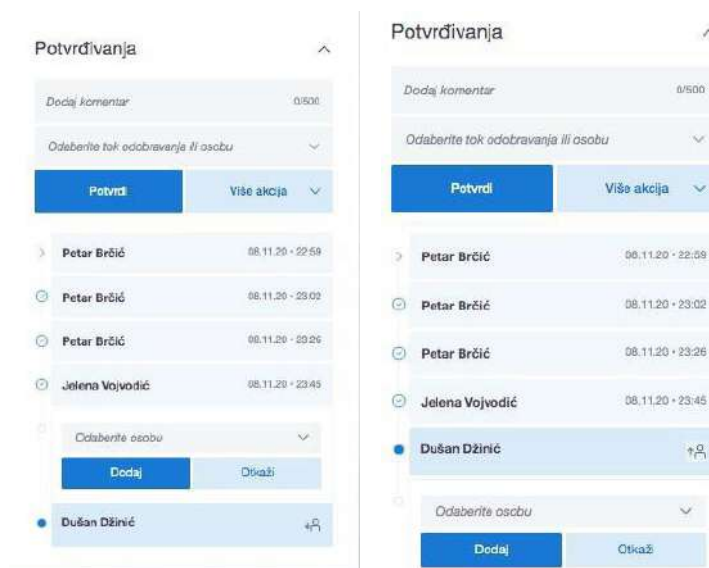 Potvrđivanja
Dodaj komentar 0/500
Odaberite tok odobravanja ili osobu
Potvrdi Više akcija
Petar Brčić 08.11.20 • 22:59
Petar Brčić 08.11.20 • 23:02
Petar Brčić 08.11.20 • 23:26
Jelena Vojvodić 08.11.20 • 23:45
Odaberite osobu
Dodaj Otkaži
Dušan Džinić
Potvrđivanja
Dodaj komentar 0/500
Odaberite tok odobravanja ili osobu
Potvrdi Više akcija
Petar Brčić 08.11.20 • 22:59
Petar Brčić 08.11.20 • 23:02
Petar Brčić 08.11.20 • 23:26
Jelena Vojvodić 08.11.20 • 23:45
Dušan Džinić
Odaberite osobu
Dodaj Otkaži